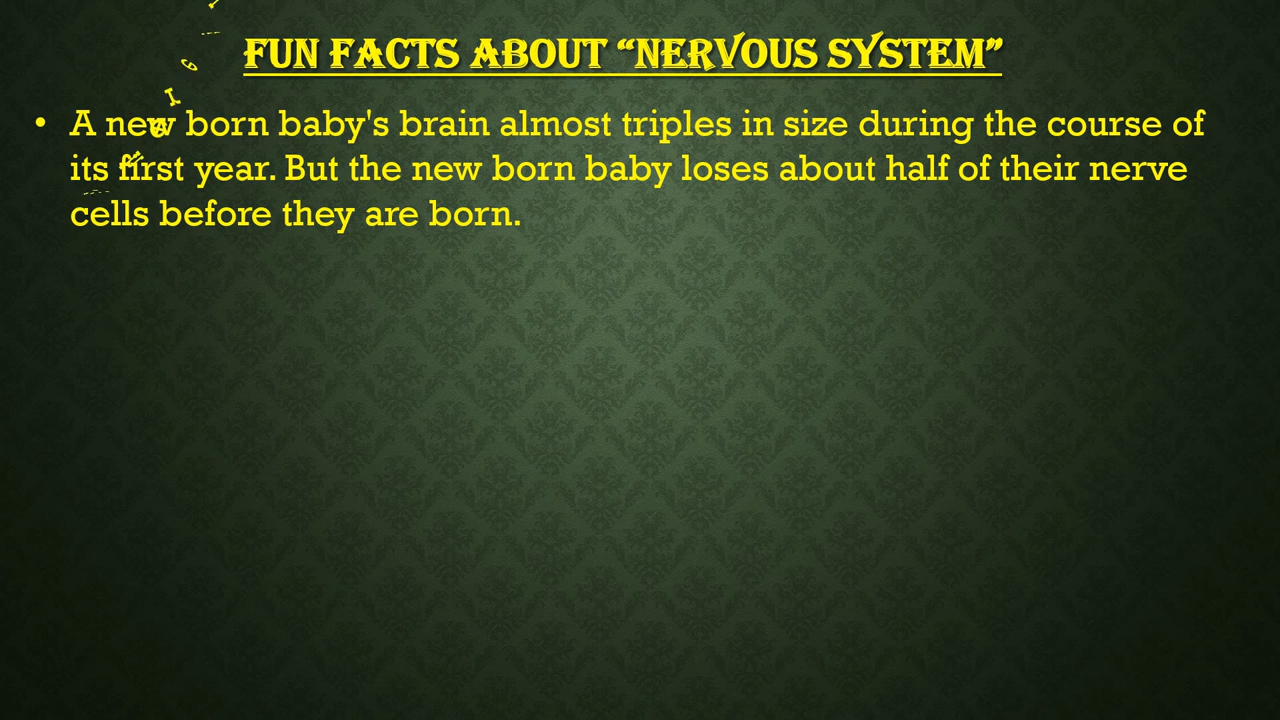 FUN FACTS ABOUT “NERVOUS SYSTEM”
• A new born baby's brain almost triples in size during the course of
its first year. But the new born baby loses about half of their nerve
cells before they are born.